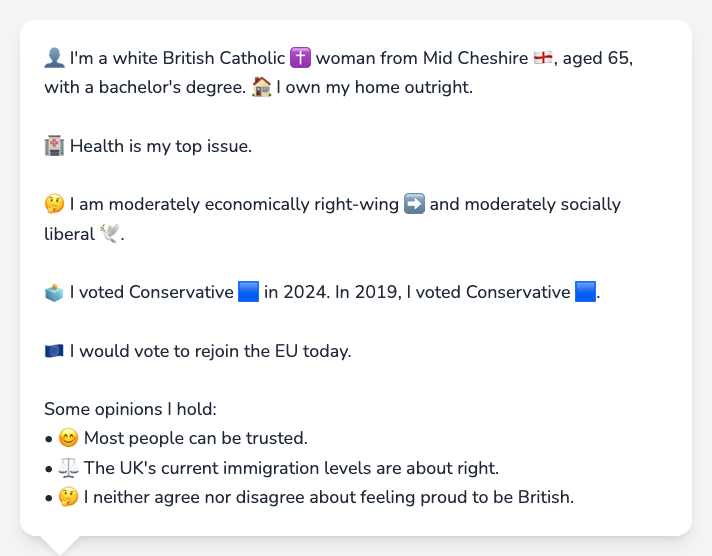 👤 I'm a white British Catholic ✝️ woman from Mid Cheshire 🏴󠁧󠁢󠁥󠁮󠁧󠁿, aged 65,
with a bachelor's degree. 🏠 I own my home outright.
🏥 Health is my top issue.
🤔 I am moderately economically right-wing ➡️ and moderately socially
liberal 🕊️.
🗳️ I voted Conservative 🟦 in 2024. In 2019, I voted Conservative 🟦.
🇪🇺 I would vote to rejoin the EU today.
Some opinions I hold:
• 😊 Most people can be trusted.
• ⚖️ The UK's current immigration levels are about right.
• 🤔 I neither agree nor disagree about feeling proud to be British.